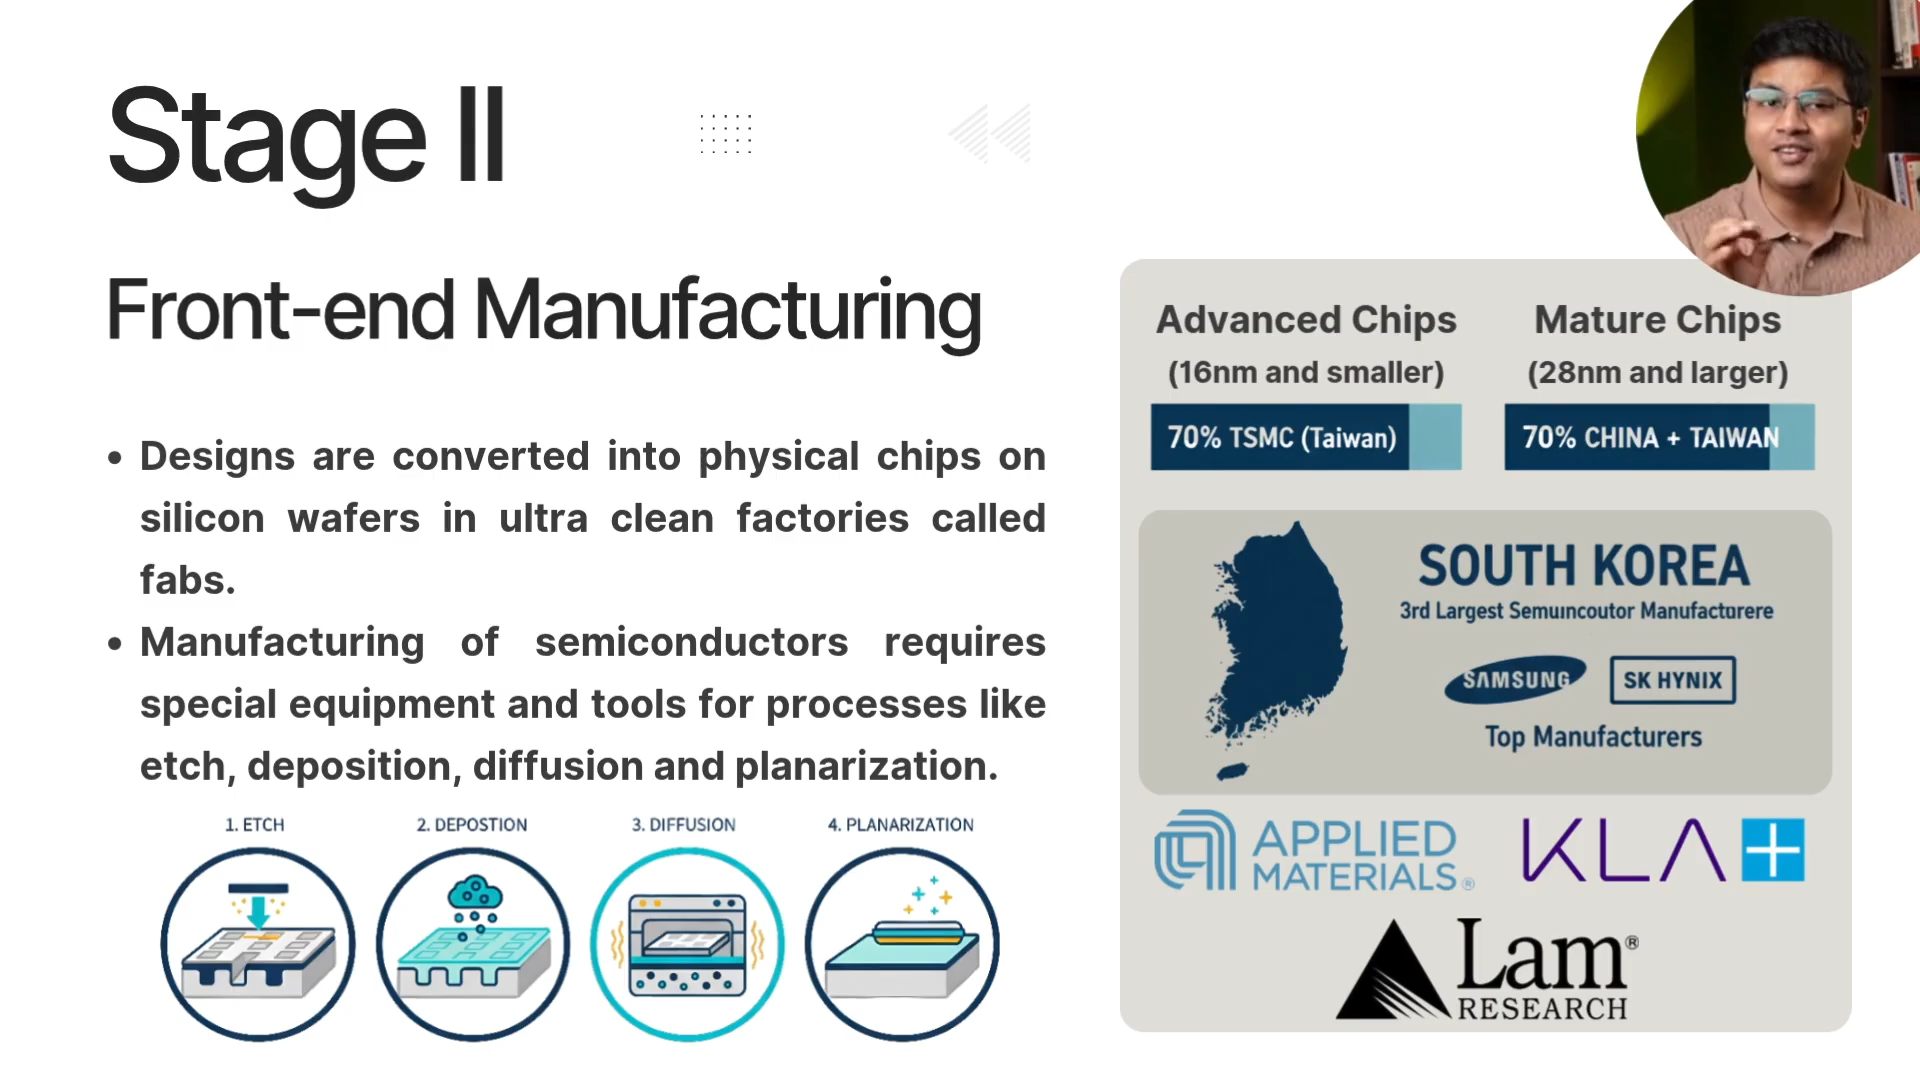 Stage II
Front-end Manufacturing
• Designs are converted into physical chips on
silicon wafers in ultra clean factories called
fabs.
• Manufacturing of semiconductors requires
special equipment and tools for processes like
etch, deposition, diffusion and planarization.
1. ETCH
2. DEPOSTION
3. DIFFUSION
4. PLANARIZATION
Advanced Chips
(16nm and smaller)
70% TSMC (Taiwan)
Mature Chips
(28nm and larger)
70% CHINA + TAIWAN
SOUTH KOREA
3rd Largest Semuıncoutor Manufacturere
SAMSUNG
SK HYNIX
Top Manufacturers
APPLIED
MATERIALS®
KLA+
Lam®
RESEARCH